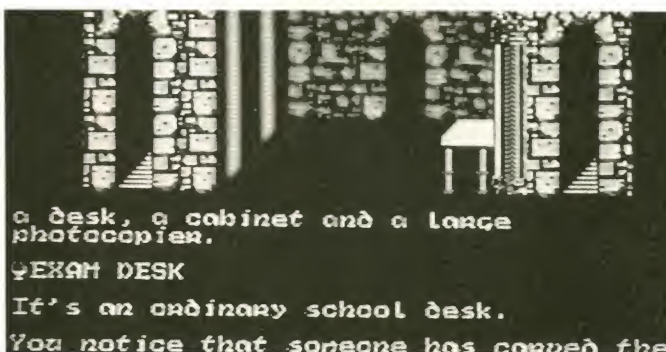 a desk, a cabinet and a large
photocopier.
EXAM DESK
It's an ordinary school desk.
You notice that someone has carved the